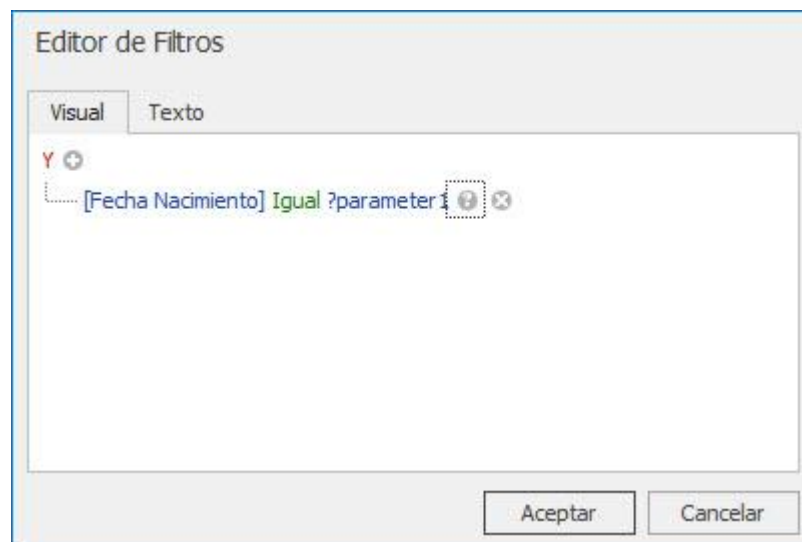 Editor de Filtros
Visual Texto
Y
[Fecha Nacimiento] Igual ?parameter1
Aceptar Cancelar